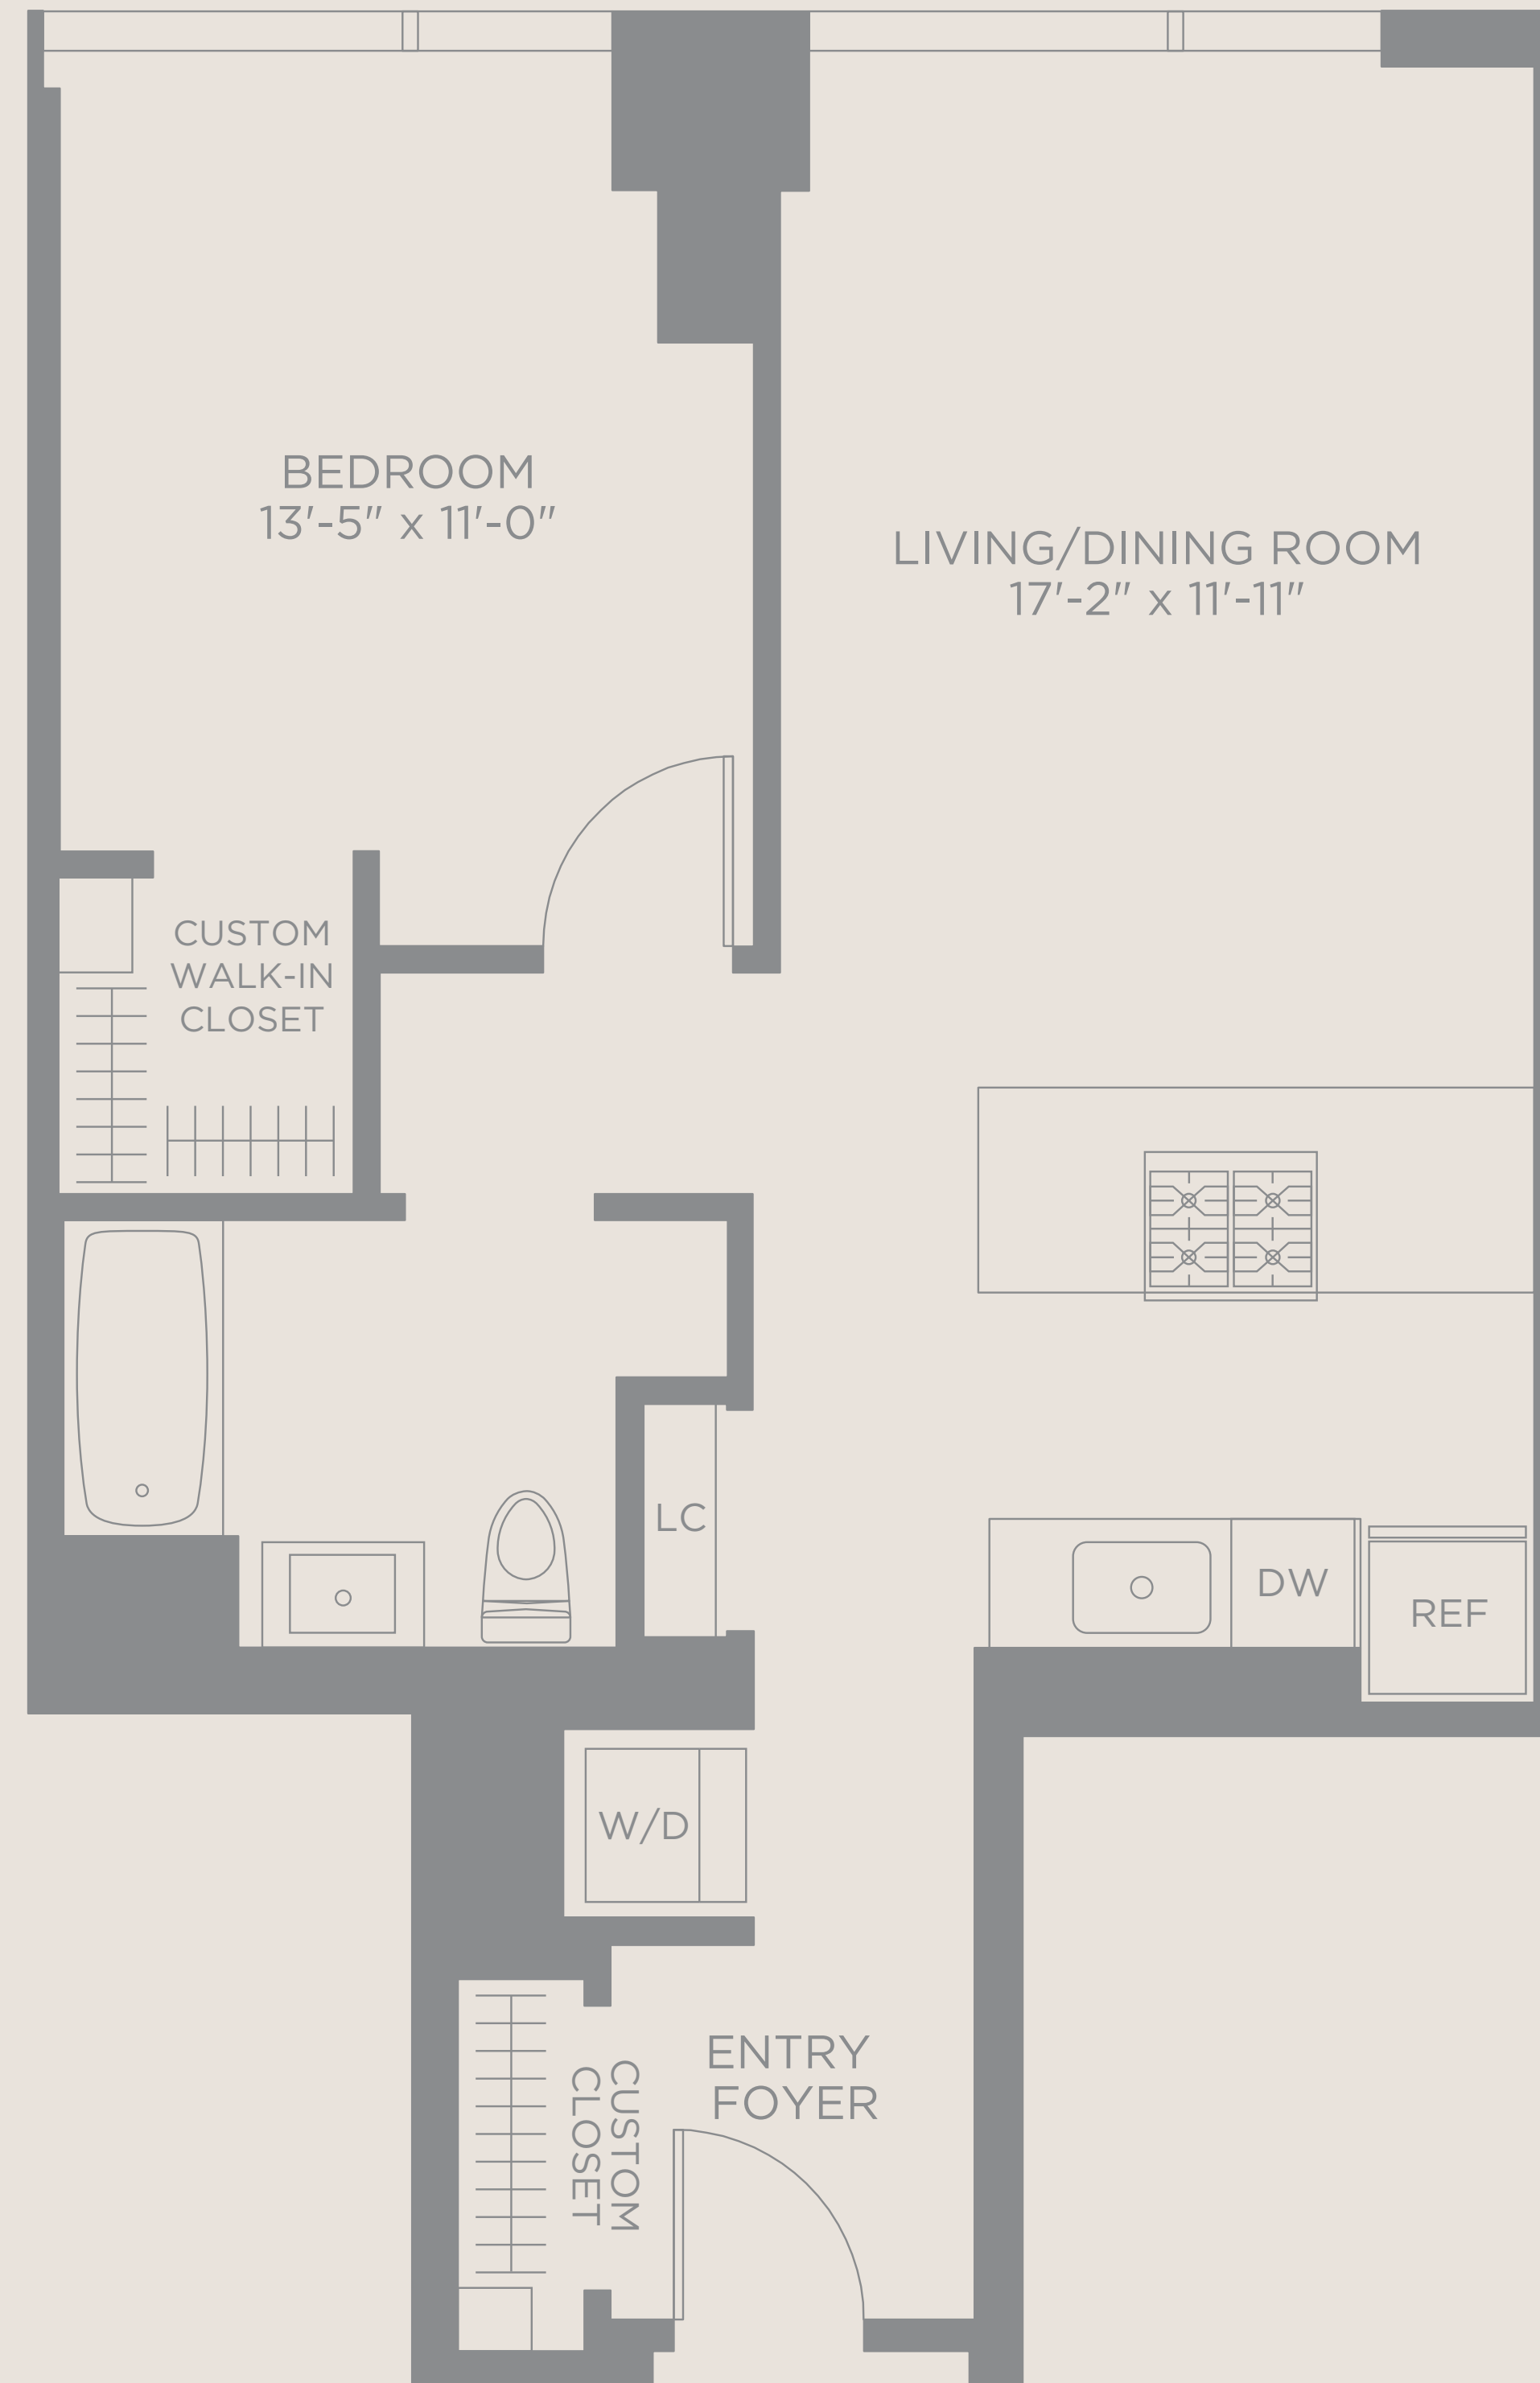 BEDROOM
13'-5" x 11'-0"
LIVING/DINING ROOM
17'-2" x 11'-11"
CUSTOM
WALK-IN
CLOSET
LC
DW
REF
W/D
ENTRY
FOYER
CUSTOM
CLOSET